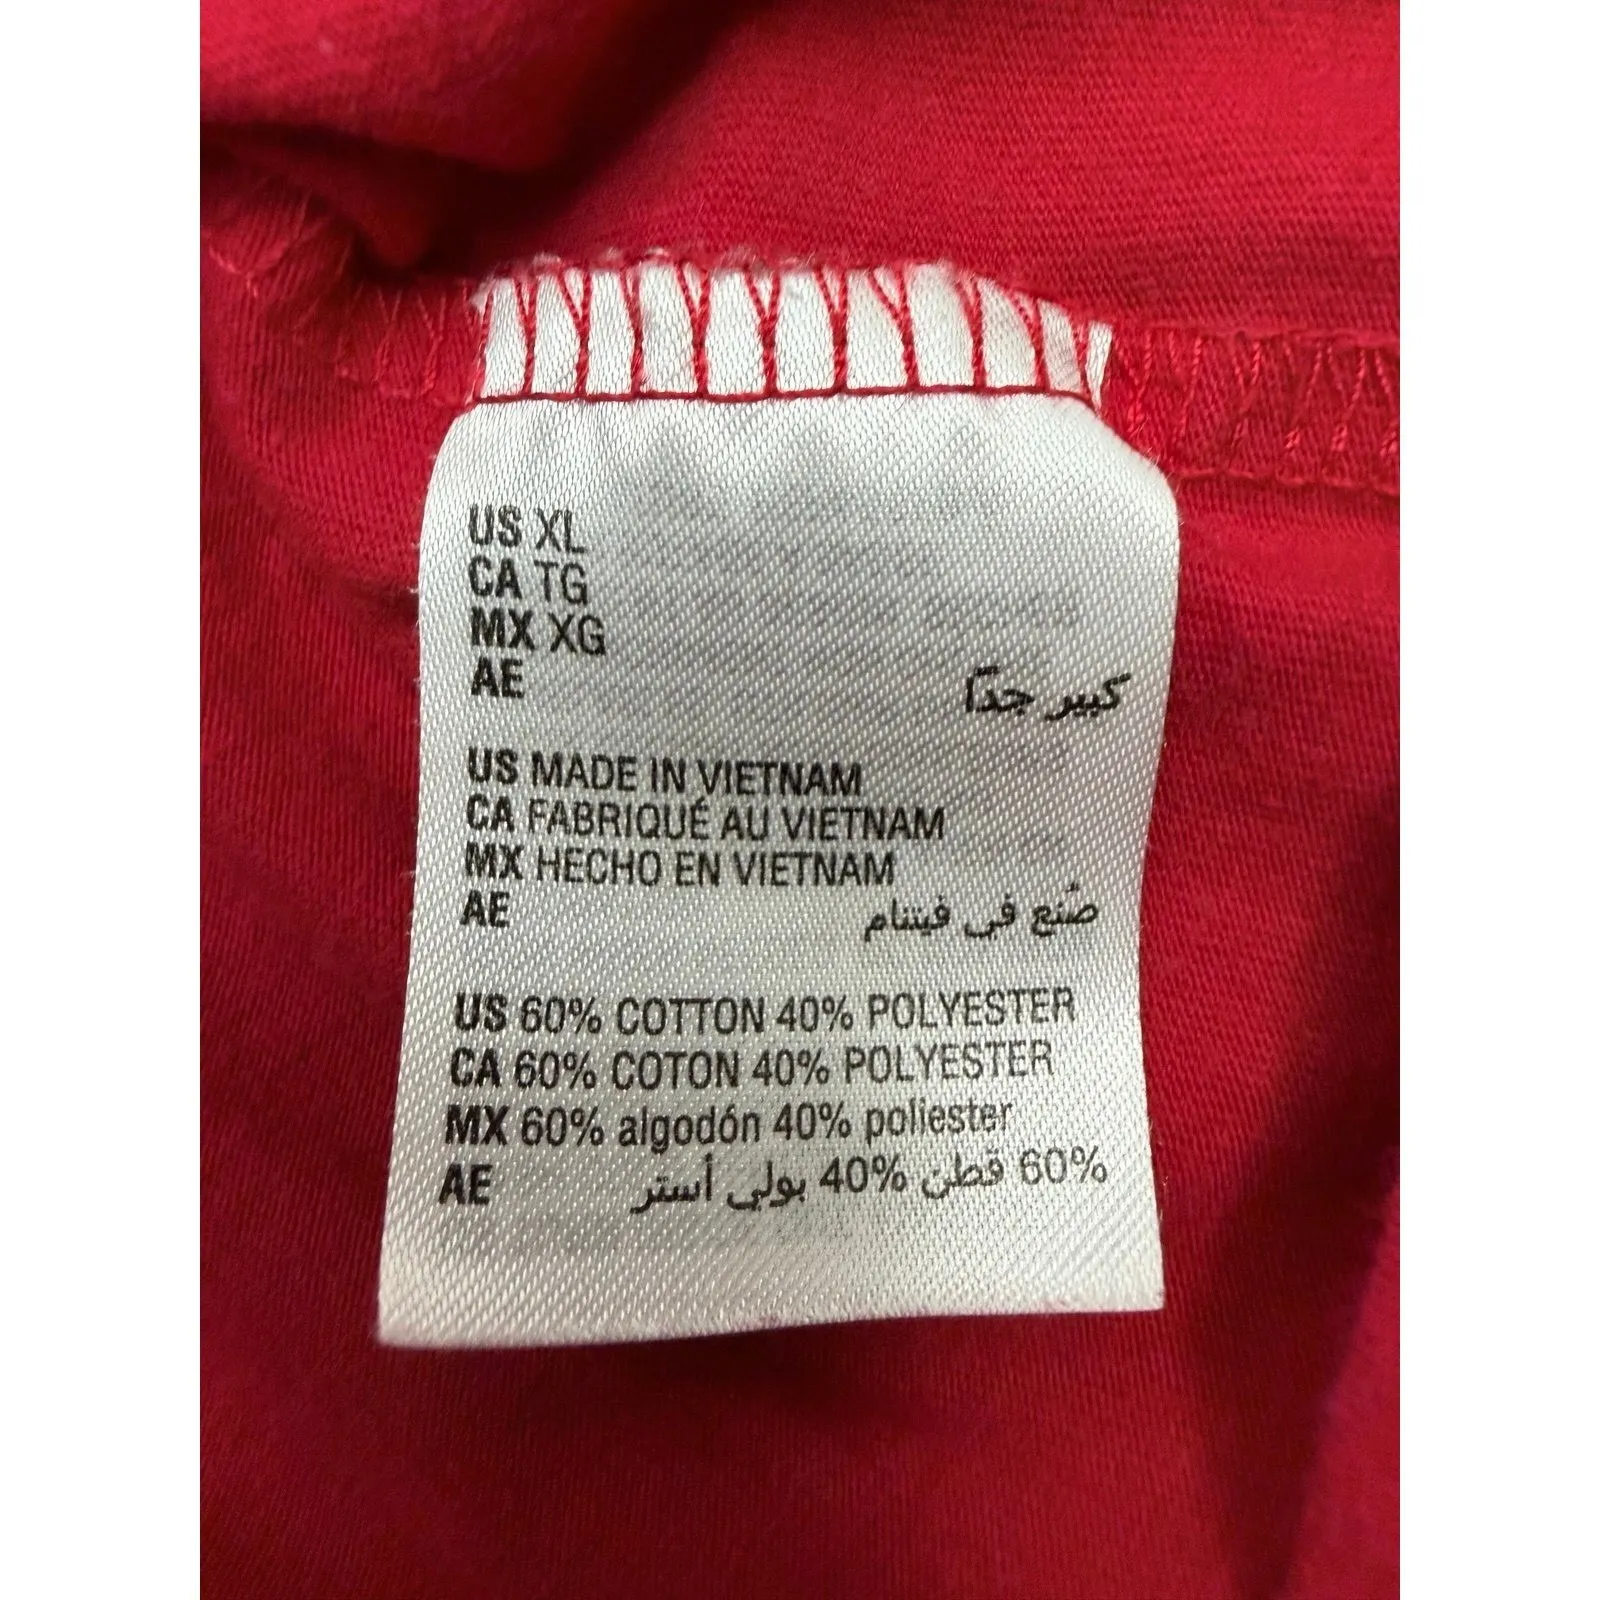 US XL
CA TG
MX XG
AE كبير جدًا
US MADE IN VIETNAM
CA FABRIQUÉ AU VIETNAM
MX HECHO EN VIETNAM
AE صُنع في فيتنام
US 60% COTTON 40% POLYESTER
CA 60% COTON 40% POLYESTER
MX 60% algodón 40% poliester
AE 60% قطن 40% بولي أستر